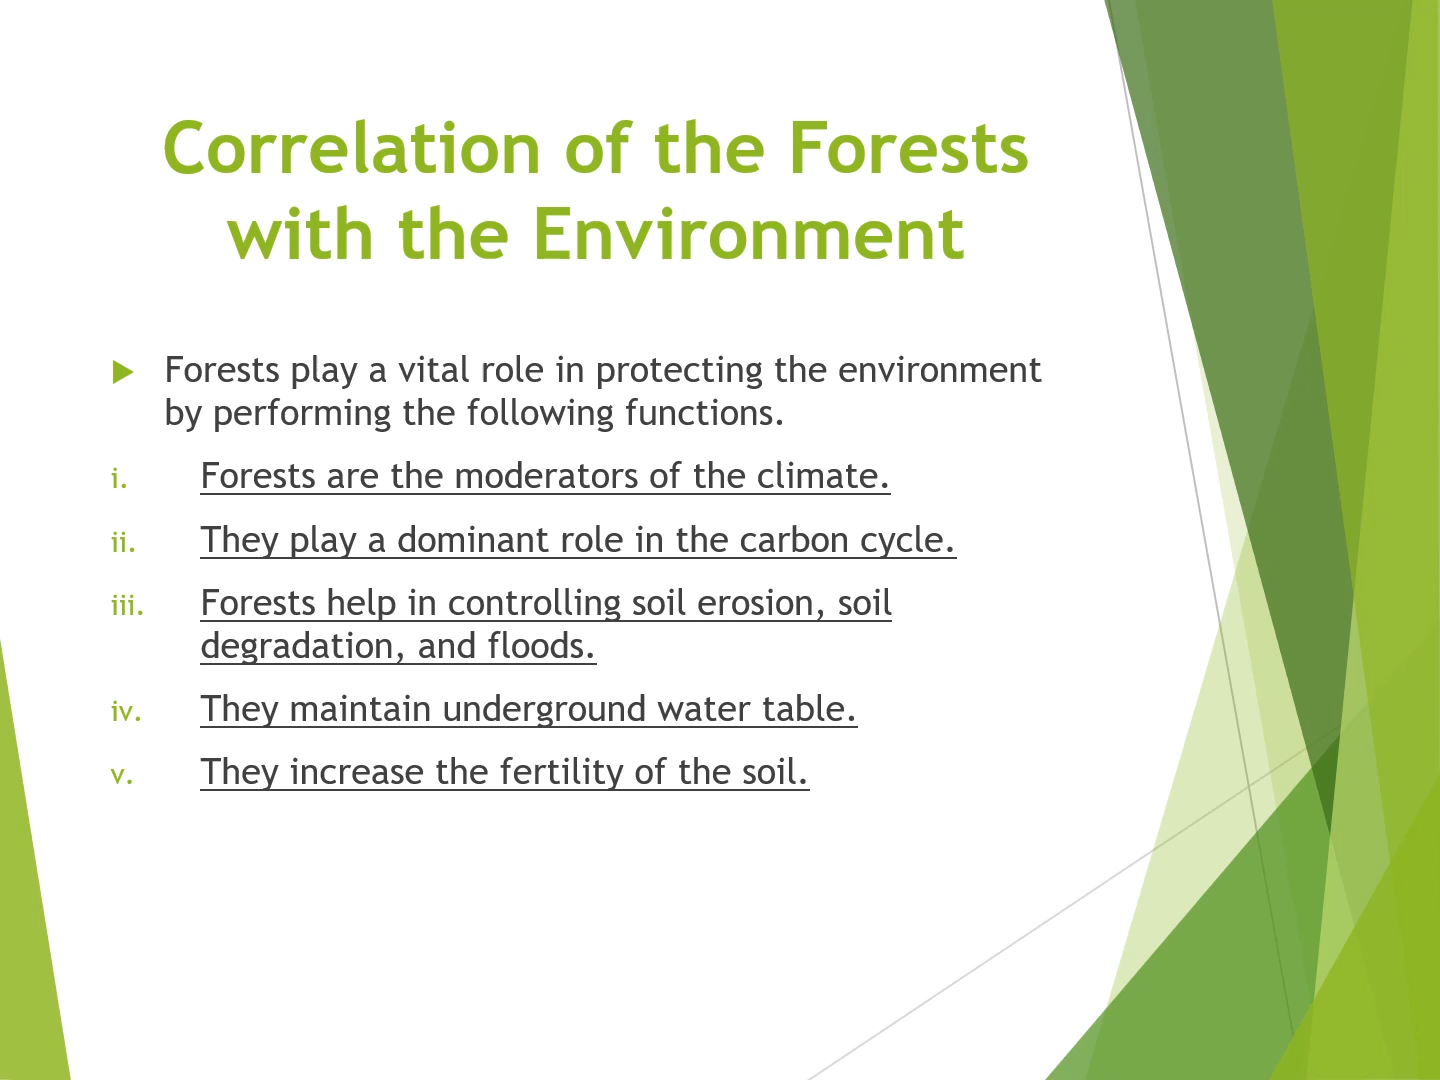 Correlation of the Forests
with the Environment
Forests play a vital role in protecting the environment
by performing the following functions.
i. Forests are the moderators of the climate.
ii. They play a dominant role in the carbon cycle.
iii. Forests help in controlling soil erosion, soil
degradation, and floods.
iv. They maintain underground water table.
v. They increase the fertility of the soil.